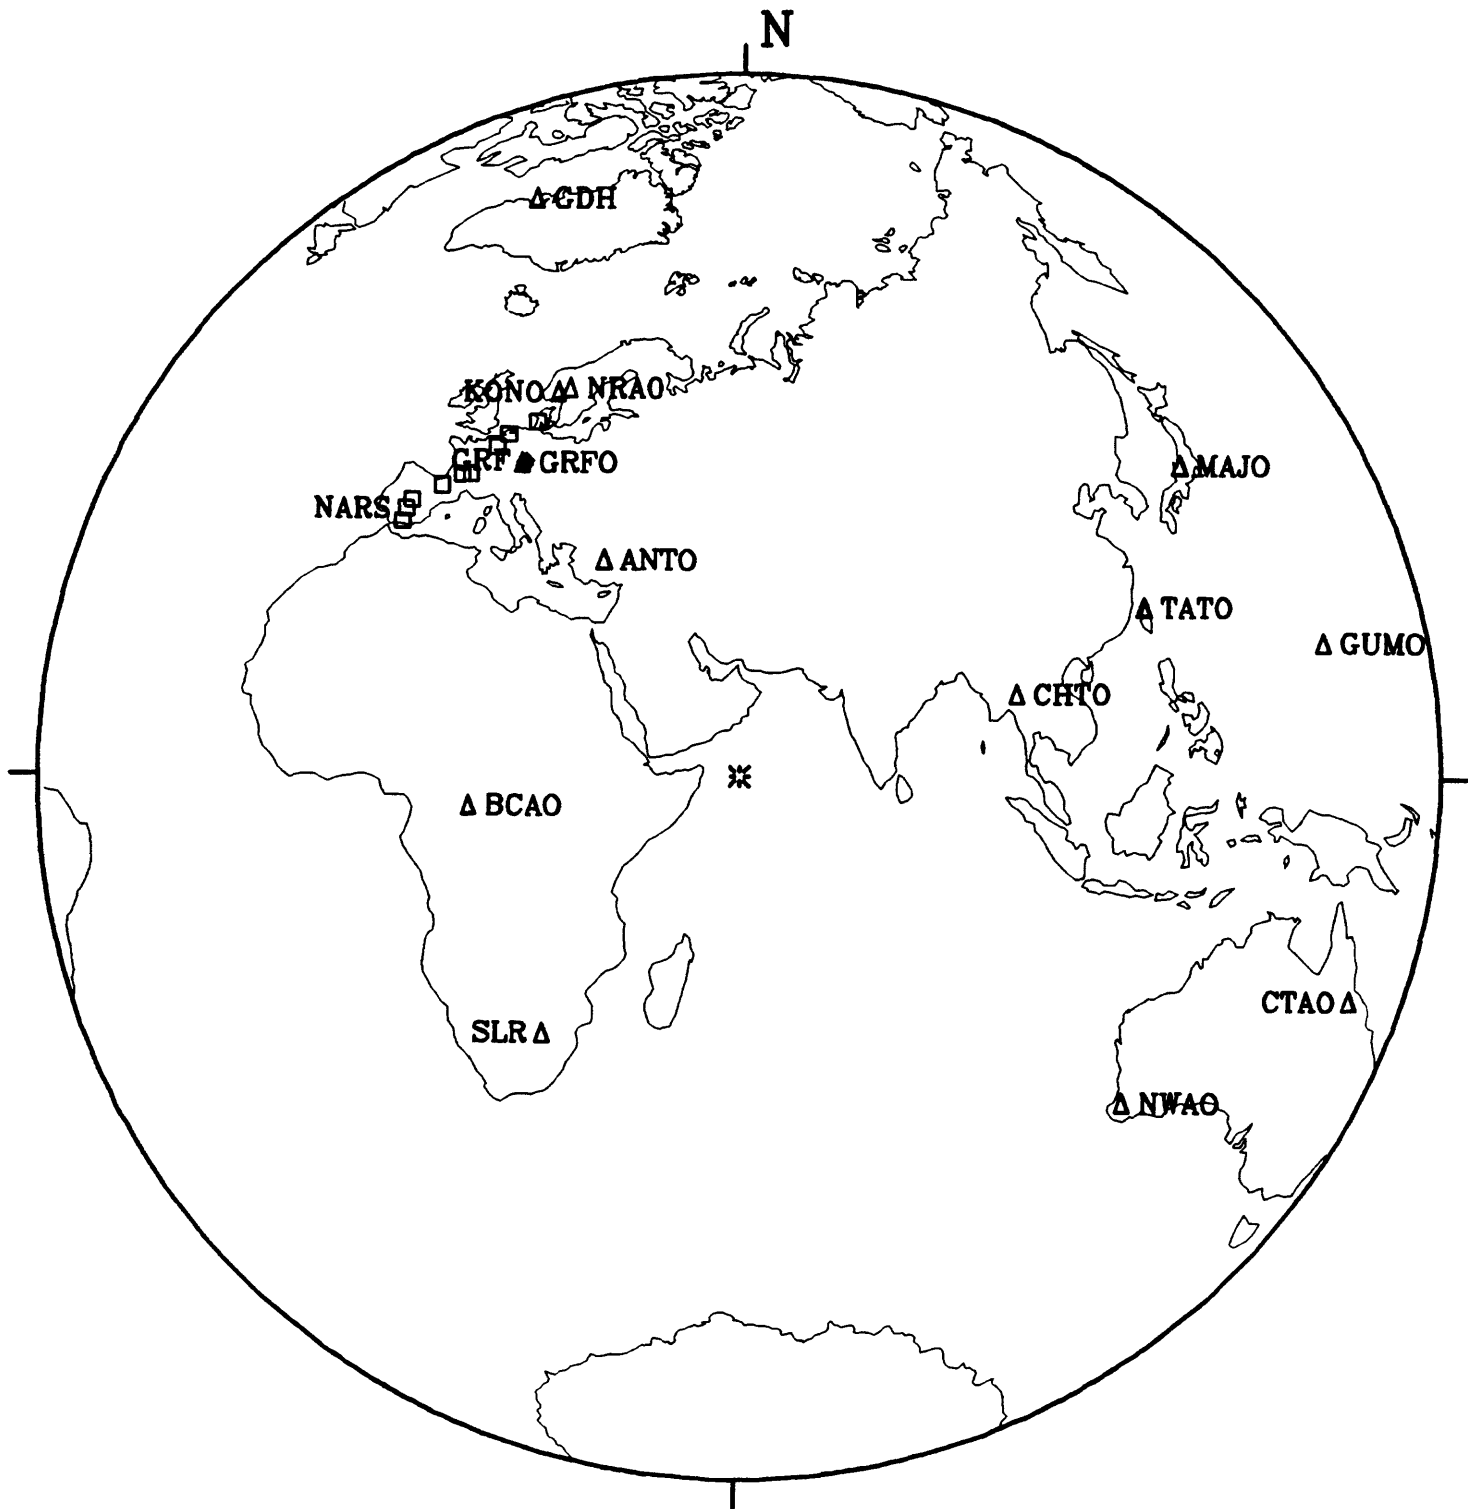 N
GDH
KONO
NRAO
GRF
GRFO
MAJO
NARS
ANTO
TATO
GUMO
CHTO
BCAO
CTAO
SLR
NWAO